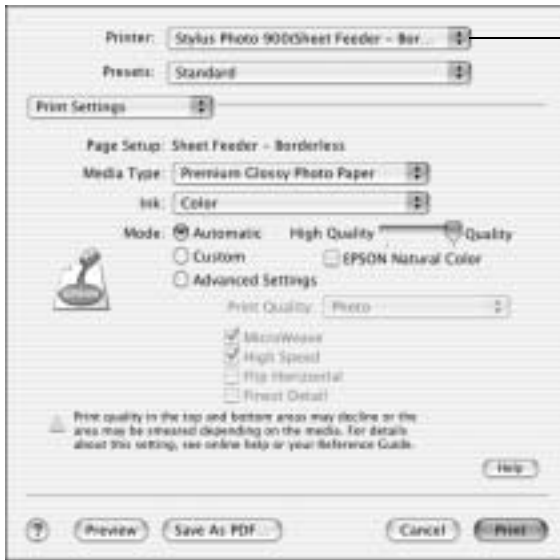 Printer: Stylus Photo 900(Sheet Feeder - Bor...
Presets: Standard
Print Settings
Page Setup: Sheet Feeder - Borderless
Media Type: Premium Glossy Photo Paper
Ink: Color
Mode: Automatic High Quality Quality
Custom EPSON Natural Color
Advanced Settings
Print Quality: Photo
MicroWeave
High Speed
Flip Horizontal
Finest Detail
Print quality in the top and bottom areas may decline or the
area may be smeared depending on the media. For details
about this setting, see online help or your Reference Guide.
Help
? Preview Save As PDF... Cancel Print